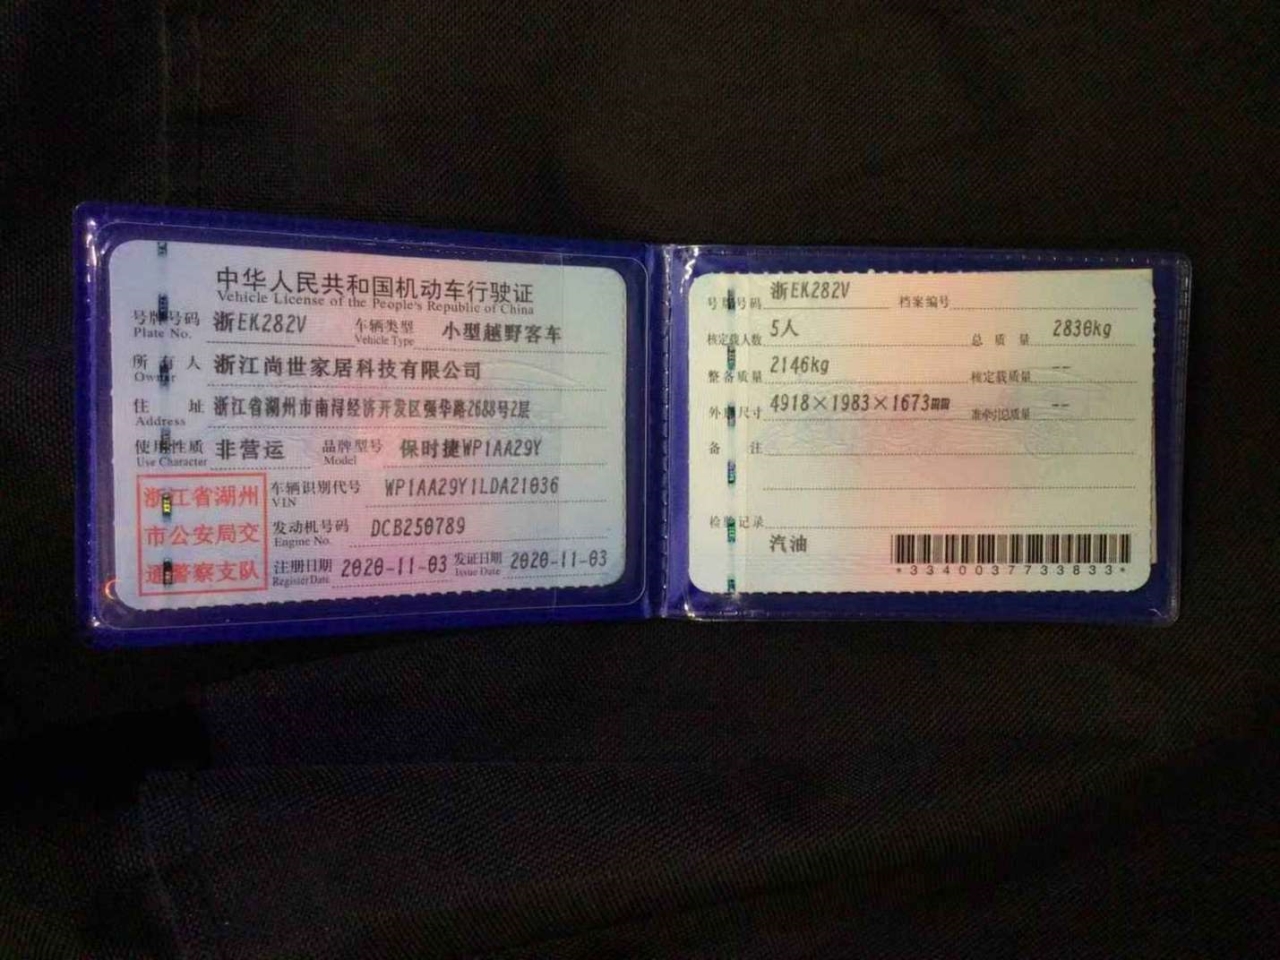 中华人民共和国机动车行驶证
Vehicle License of the People's Republic of China
号牌号码 浙EK282V 车辆类型 小型越野客车
Plate No. Vehicle Type
所有人 浙江尚世家居科技有限公司
Owner
住址 浙江省湖州市南浔经济开发区强华路2688号2层
Address
使用性质 非营运 品牌型号 保时捷WP1AA29Y
Use Character Model
浙江省湖州
市公安局交
通警察支队
车辆识别代号 WP1AA29Y1LDA21036
VIN
发动机号码 DCB250789
Engine No.
注册日期 2020-11-03 发证日期 2020-11-03
Register Date Issue Date
号牌号码 浙EK282V 档案编号
核定载人数 5人 总质量 2830kg
整备质量 2146kg 核定载质量 --
外廓尺寸 4918×1983×1673mm 准牵引总质量 --
备注
检验记录
汽油
*3340037733833*